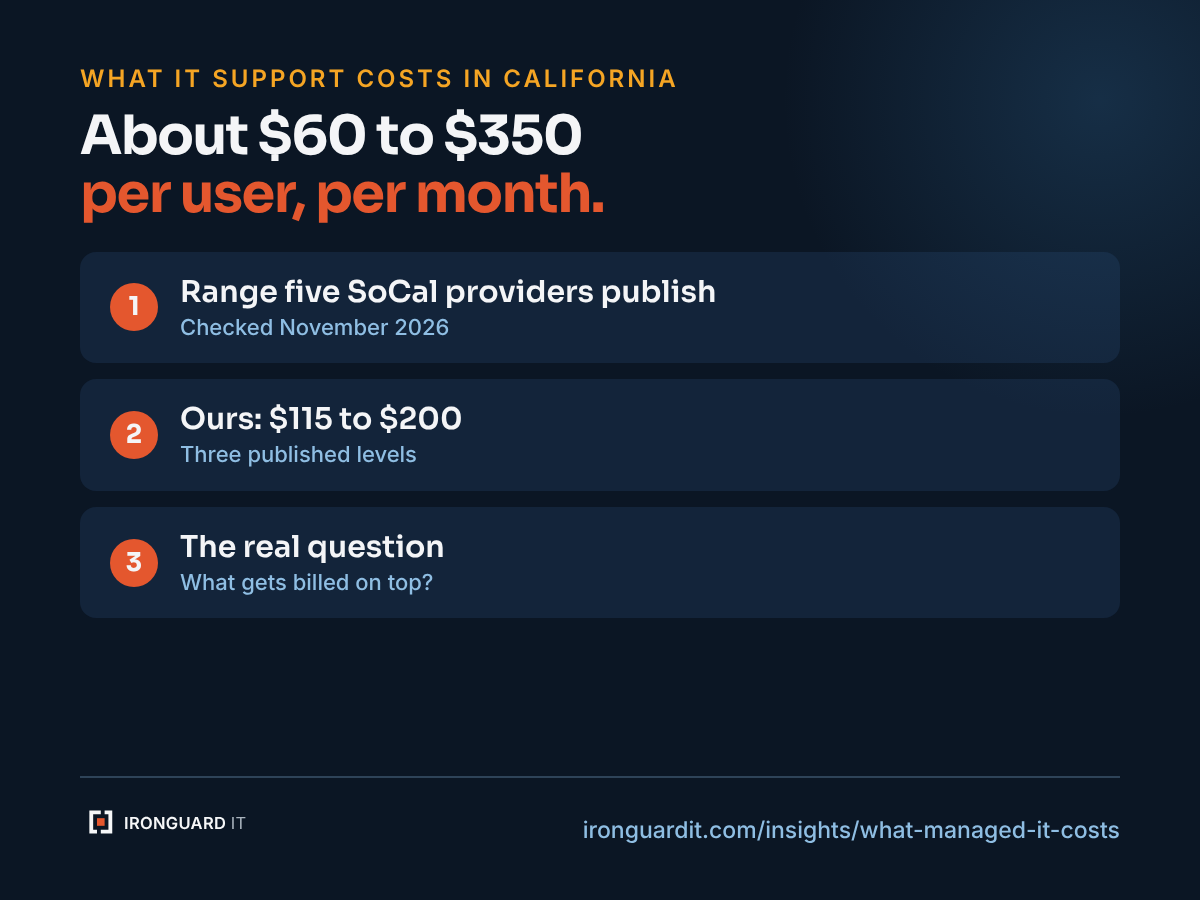 WHAT IT SUPPORT COSTS IN CALIFORNIA
About $60 to $350
per user, per month.
1
Range five SoCal providers publish
Checked November 2026
2
Ours: $115 to $200
Three published levels
3
The real question
What gets billed on top?
IRONGUARD IT
ironguardit.com/insights/what-managed-it-costs